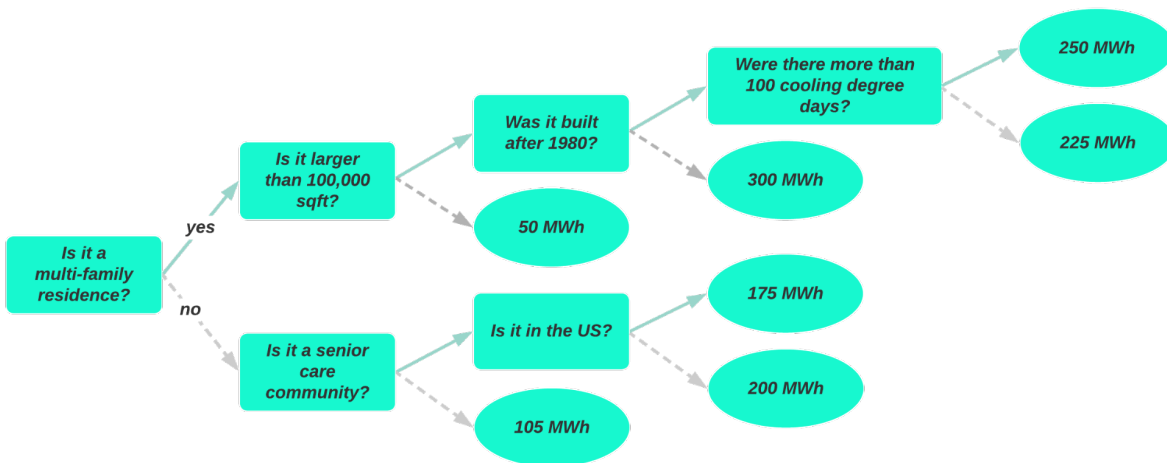 Is it a
multi-family
residence?
yes
no
Is it larger
than 100,000
sqft?
Is it a senior
care
community?
Was it built
after 1980?
50 MWh
Is it in the US?
105 MWh
Were there more than
100 cooling degree
days?
300 MWh
175 MWh
200 MWh
250 MWh
225 MWh